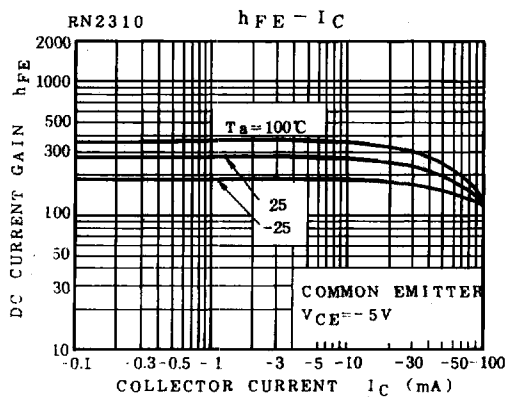 RN2310
hFE – IC
DC CURRENT GAIN hFE
2000
1000
500
300
100
50
30
10
Ta=100℃
25
-25
COMMON EMITTER
VCE=-5V
-0.1 -0.3 -0.5 -1 -3 -5 -10 -30 -50 -100
COLLECTOR CURRENT IC (mA)